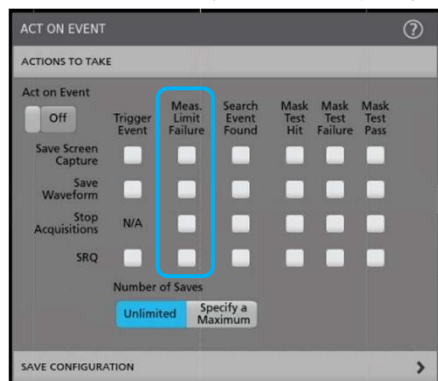 ACT ON EVENT ?
ACTIONS TO TAKE
Act on Event
Off
Trigger Event
Meas. Limit Failure
Search Event Found
Mask Test Hit
Mask Test Failure
Mask Test Pass
Save Screen Capture
Save Waveform
Stop Acquisitions N/A
SRQ
Number of Saves
Unlimited
Specify a Maximum
SAVE CONFIGURATION